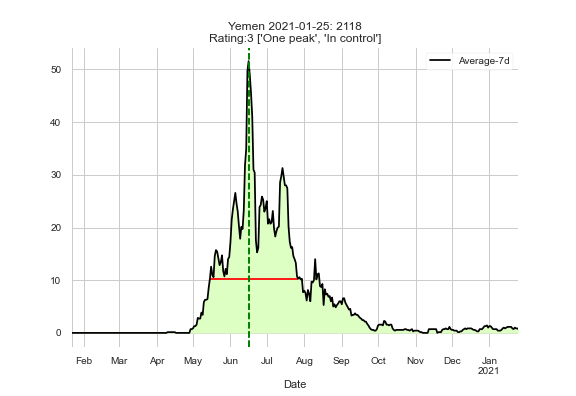 Yemen 2021-01-25: 2118
Rating:3 ['One peak', 'In control']
Average-7d
50
40
30
20
10
0
Feb Mar Apr May Jun Jul Aug Sep Oct Nov Dec Jan
2021
Date